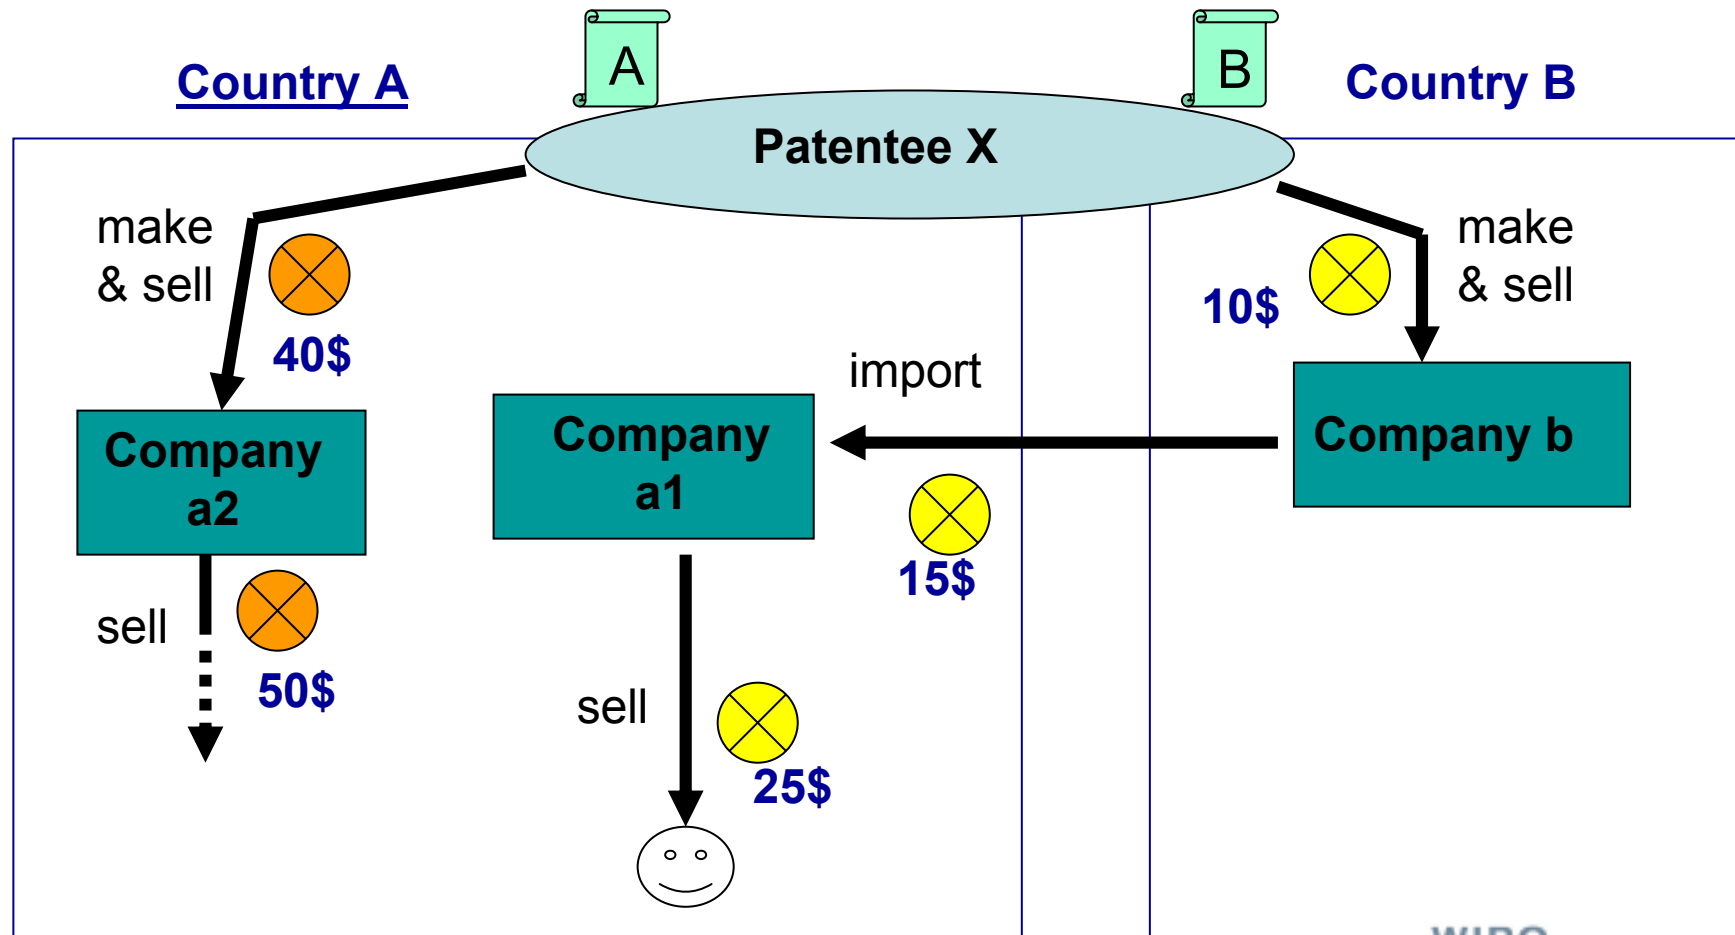 A
B
Country A
Country B
Patentee X
make
& sell
40$
10$
make
& sell
import
Company
a2
Company
a1
Company b
15$
sell
50$
sell
25$